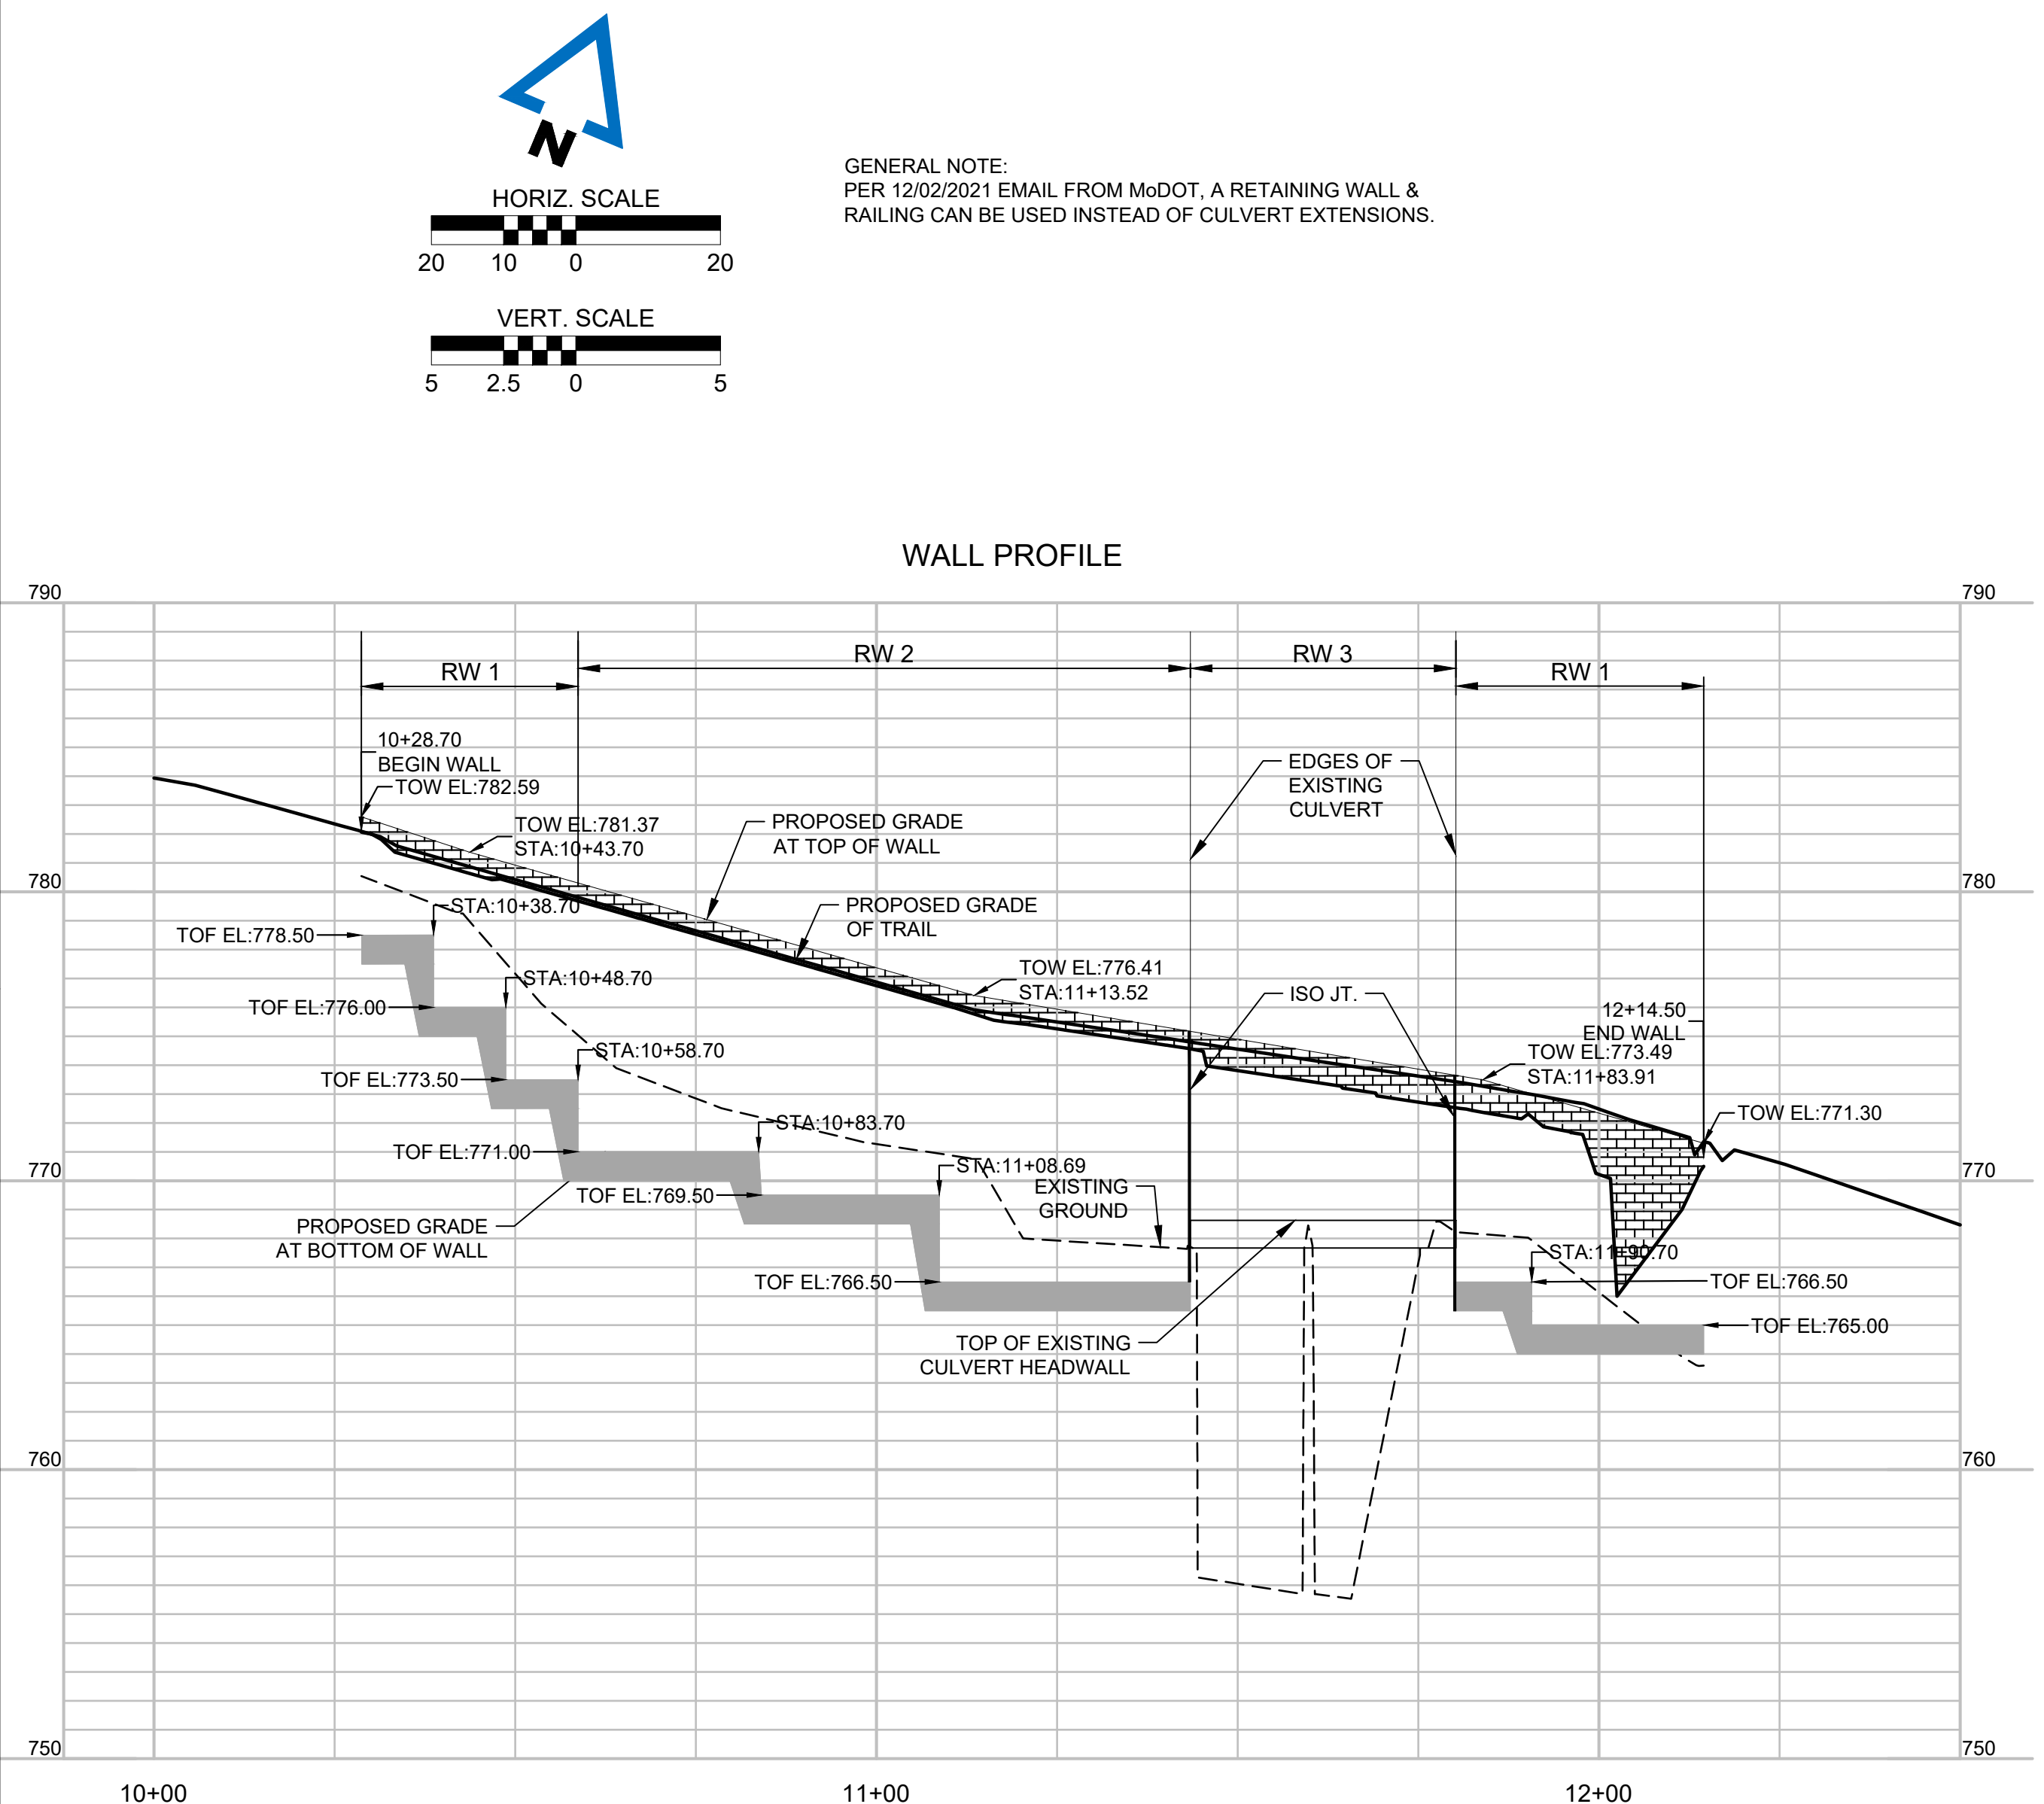 N
HORIZ. SCALE
20 10 0 20
VERT. SCALE
5 2.5 0 5
GENERAL NOTE:
PER 12/02/2021 EMAIL FROM MoDOT, A RETAINING WALL &
RAILING CAN BE USED INSTEAD OF CULVERT EXTENSIONS.
WALL PROFILE
790 790
RW 1
RW 2
RW 3
RW 1
10+28.70
BEGIN WALL
TOW EL:782.59
TOW EL:781.37
STA:10+43.70
PROPOSED GRADE
AT TOP OF WALL
EDGES OF
EXISTING
CULVERT
780 780
STA:10+38.70
TOF EL:778.50
PROPOSED GRADE
OF TRAIL
STA:10+48.70
TOF EL:776.00
TOW EL:776.41
STA:11+13.52
ISO JT.
12+14.50
END WALL
TOW EL:773.49
STA:11+83.91
STA:10+58.70
TOF EL:773.50
TOW EL:771.30
STA:10+83.70
TOF EL:771.00
770 770
STA:11+08.69
TOF EL:769.50
EXISTING
GROUND
PROPOSED GRADE
AT BOTTOM OF WALL
STA:11+90.70
TOF EL:766.50
TOF EL:766.50
TOF EL:765.00
TOP OF EXISTING
CULVERT HEADWALL
760 760
750 750
10+00 11+00 12+00